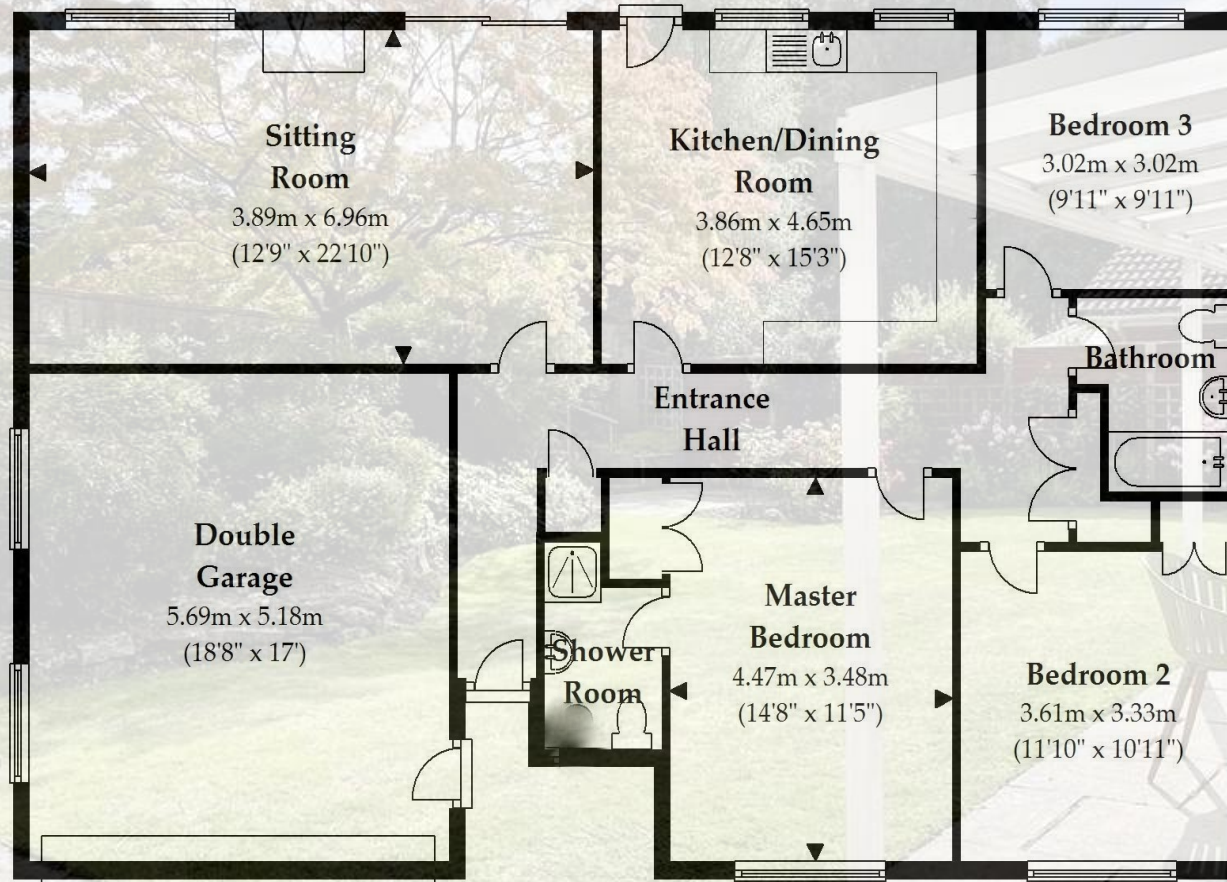 Sitting
Room
3.89m x 6.96m
(12'9" x 22'10")
Kitchen/Dining
Room
3.86m x 4.65m
(12'8" x 15'3")
Bedroom 3
3.02m x 3.02m
(9'11" x 9'11")
Bathroom
Entrance
Hall
Double
Garage
5.69m x 5.18m
(18'8" x 17')
Shower
Room
Master
Bedroom
4.47m x 3.48m
(14'8" x 11'5")
Bedroom 2
3.61m x 3.33m
(11'10" x 10'11")